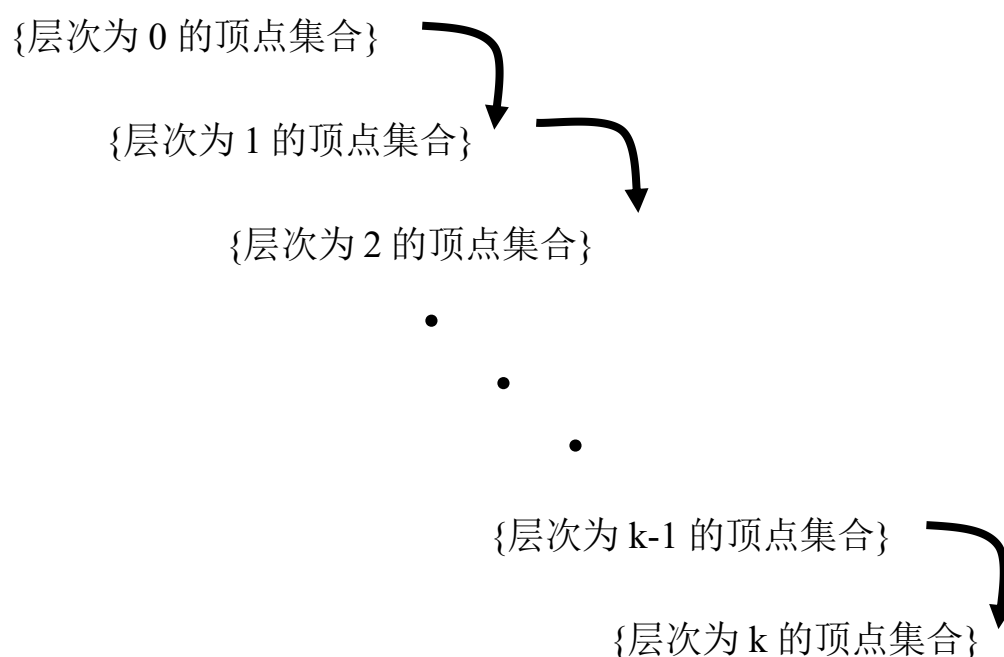 {层次为 0 的顶点集合}
{层次为 1 的顶点集合}
{层次为 2 的顶点集合}
{层次为 k-1 的顶点集合}
{层次为 k 的顶点集合}